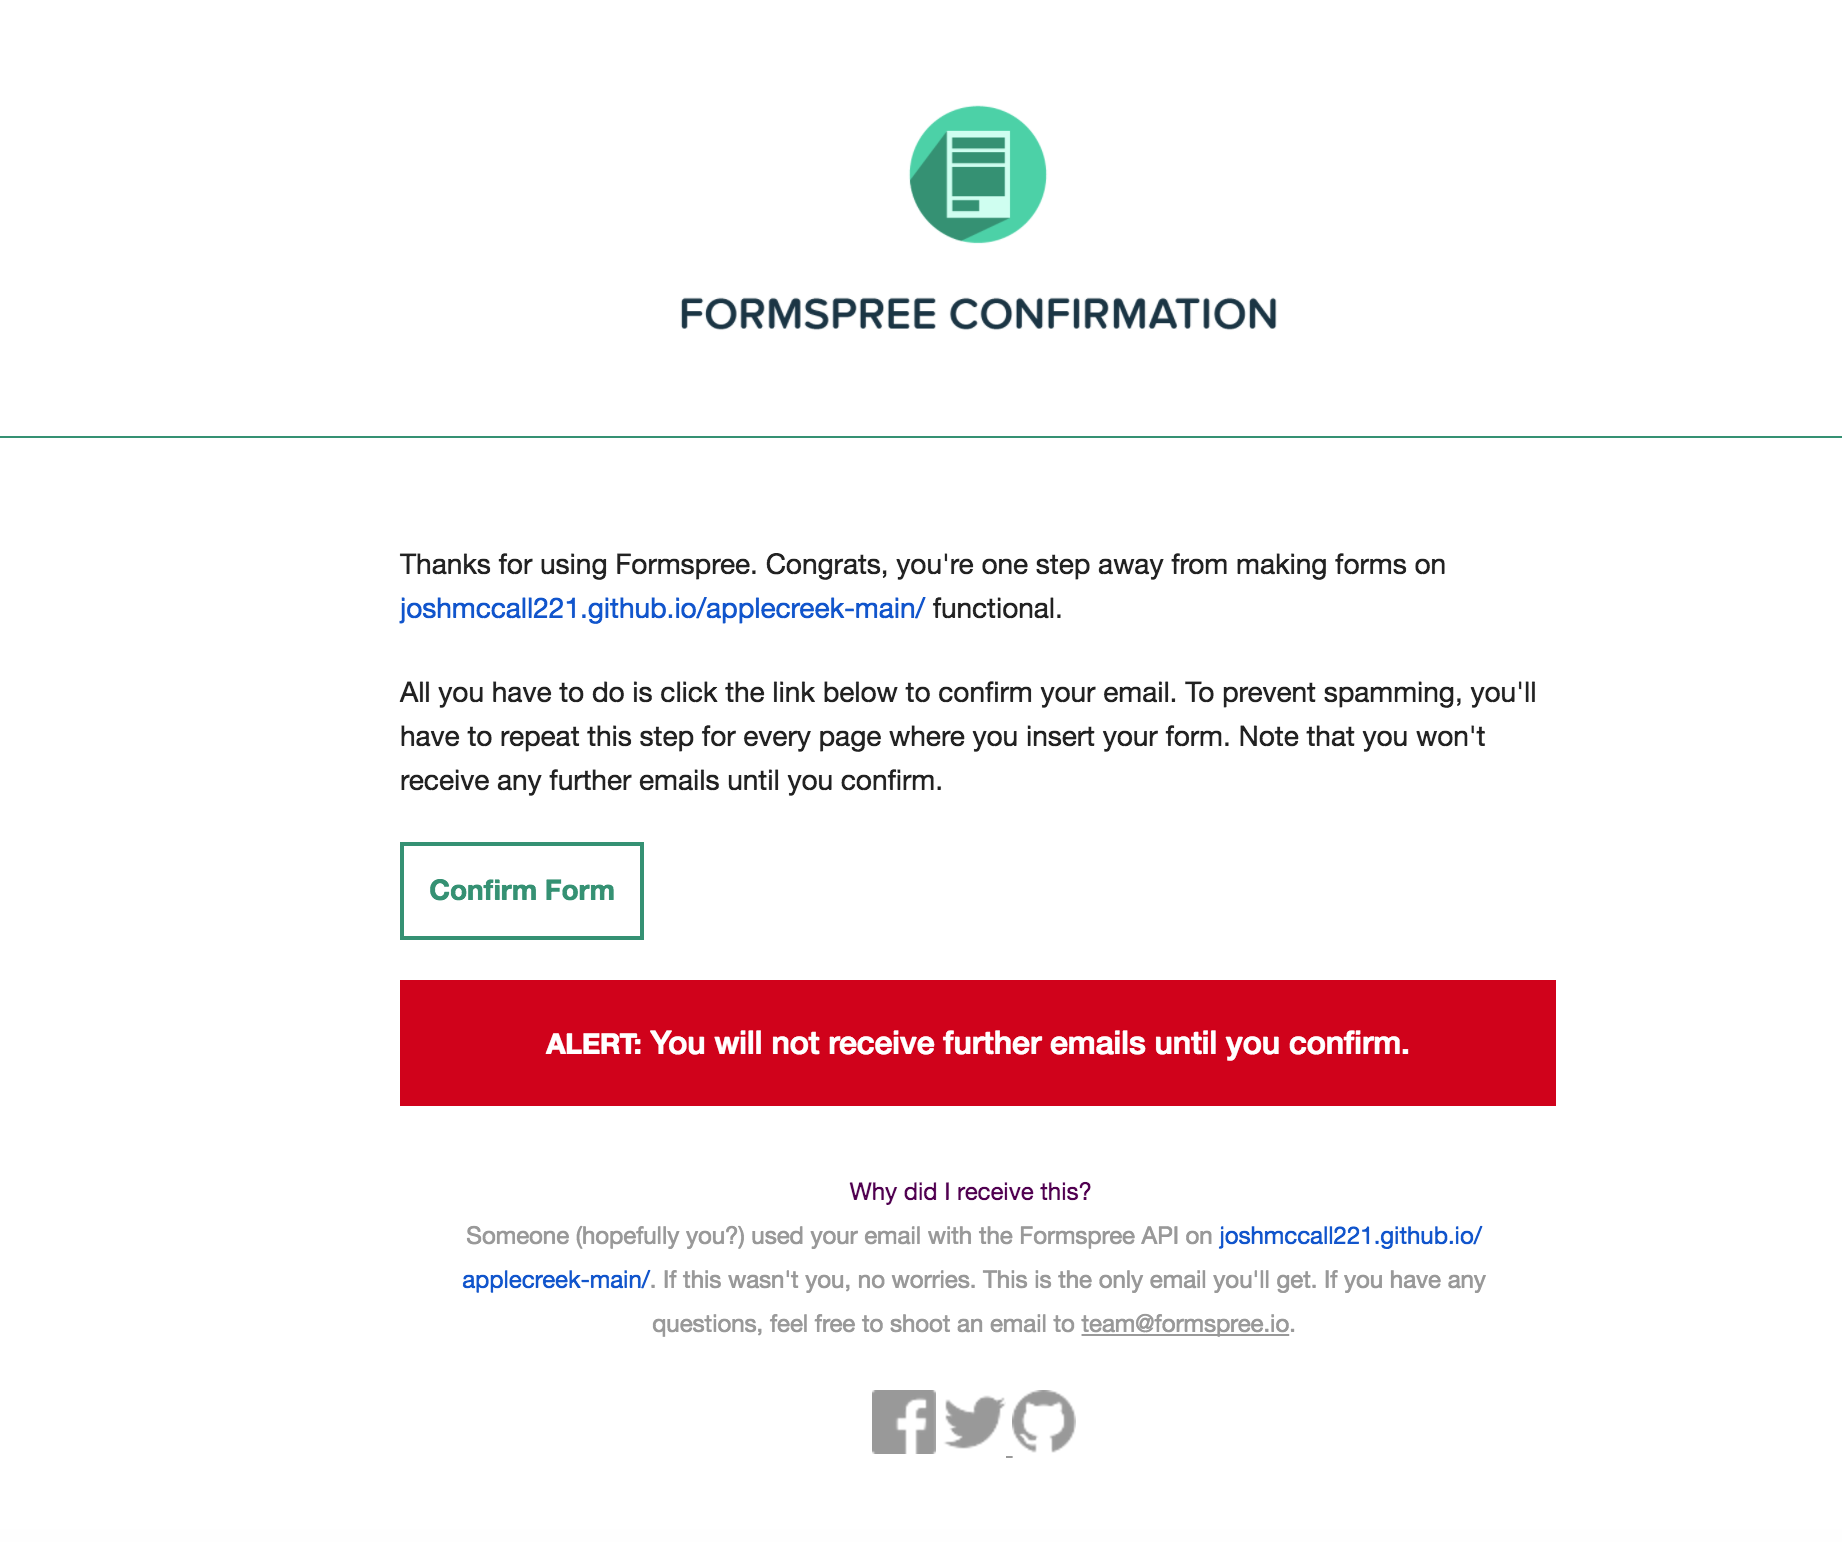 FORMSPREE CONFIRMATION
Thanks for using Formspree. Congrats, you're one step away from making forms on
joshmccall221.github.io/applecreek-main/ functional.
All you have to do is click the link below to confirm your email. To prevent spamming, you'll
have to repeat this step for every page where you insert your form. Note that you won't
receive any further emails until you confirm.
Confirm Form
ALERT: You will not receive further emails until you confirm.
Why did I receive this?
Someone (hopefully you?) used your email with the Formspree API on joshmccall221.github.io/
applecreek-main/. If this wasn't you, no worries. This is the only email you'll get. If you have any
questions, feel free to shoot an email to team@formspree.io.